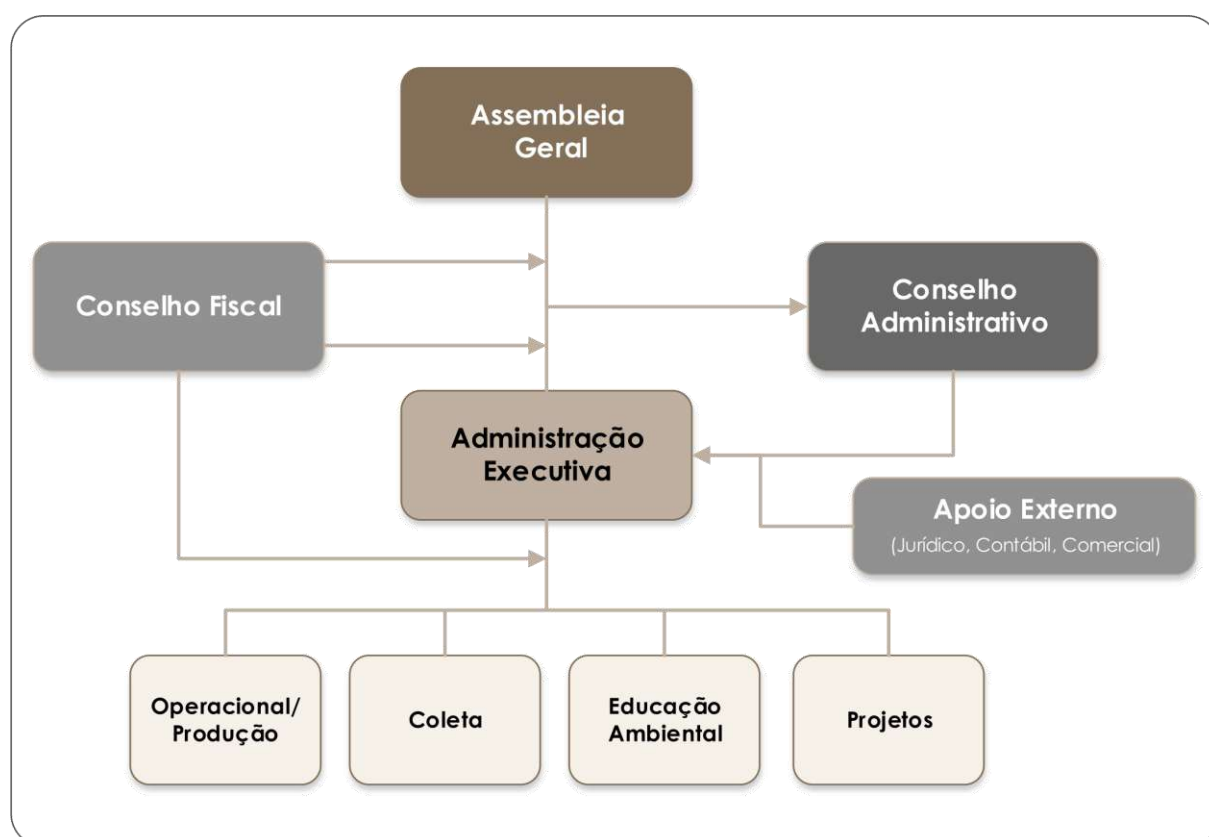 Assembleia
Geral
Conselho Fiscal
Conselho
Administrativo
Administração
Executiva
Apoio Externo
(Jurídico, Contábil, Comercial)
Operacional/
Produção
Coleta
Educação
Ambiental
Projetos